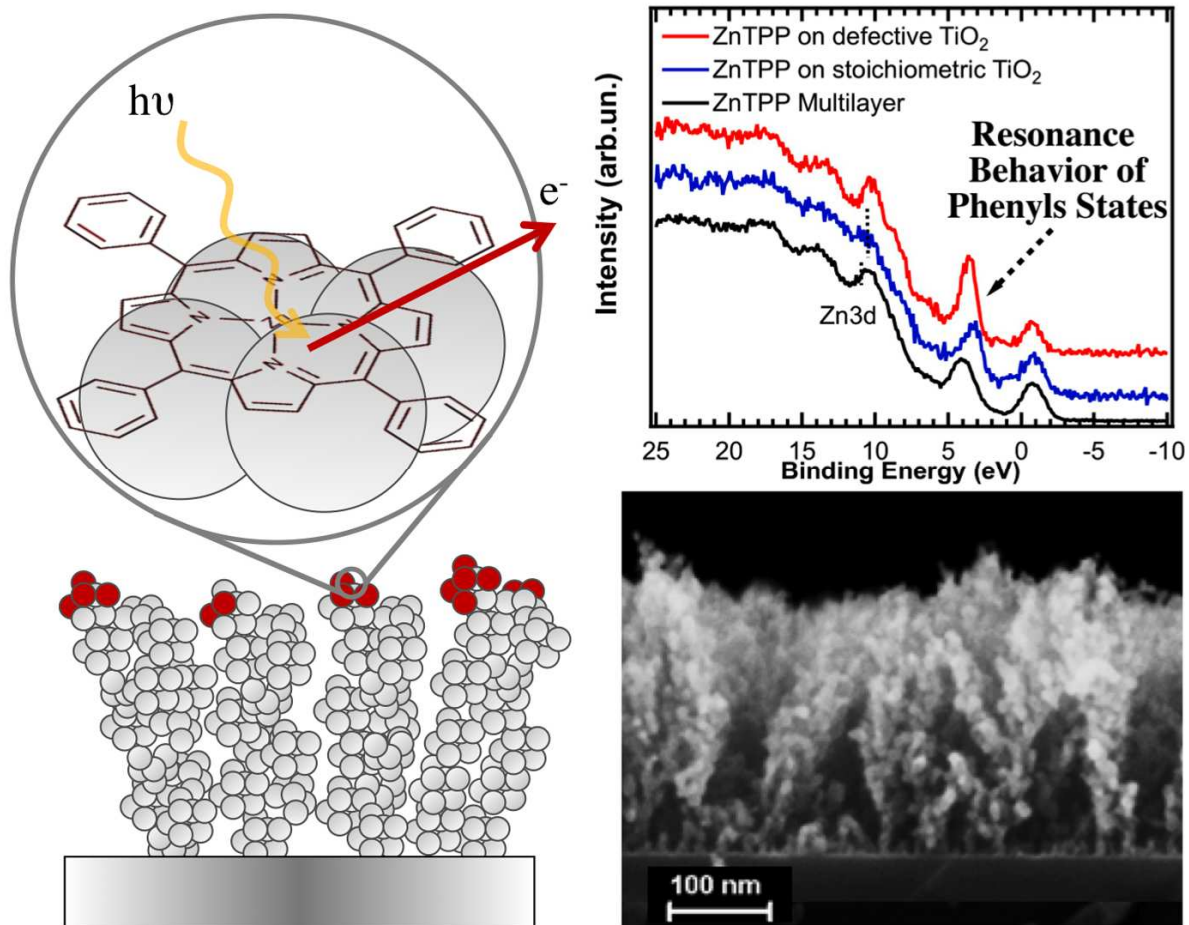 hυ
e-
N
N
N
N
ZnTPP on defective TiO₂
ZnTPP on stoichiometric TiO₂
ZnTPP Multilayer
Resonance
Behavior of
Phenyls States
Zn3d
Intensity (arb.un.)
25 20 15 10 5 0 -5 -10
Binding Energy (eV)
100 nm